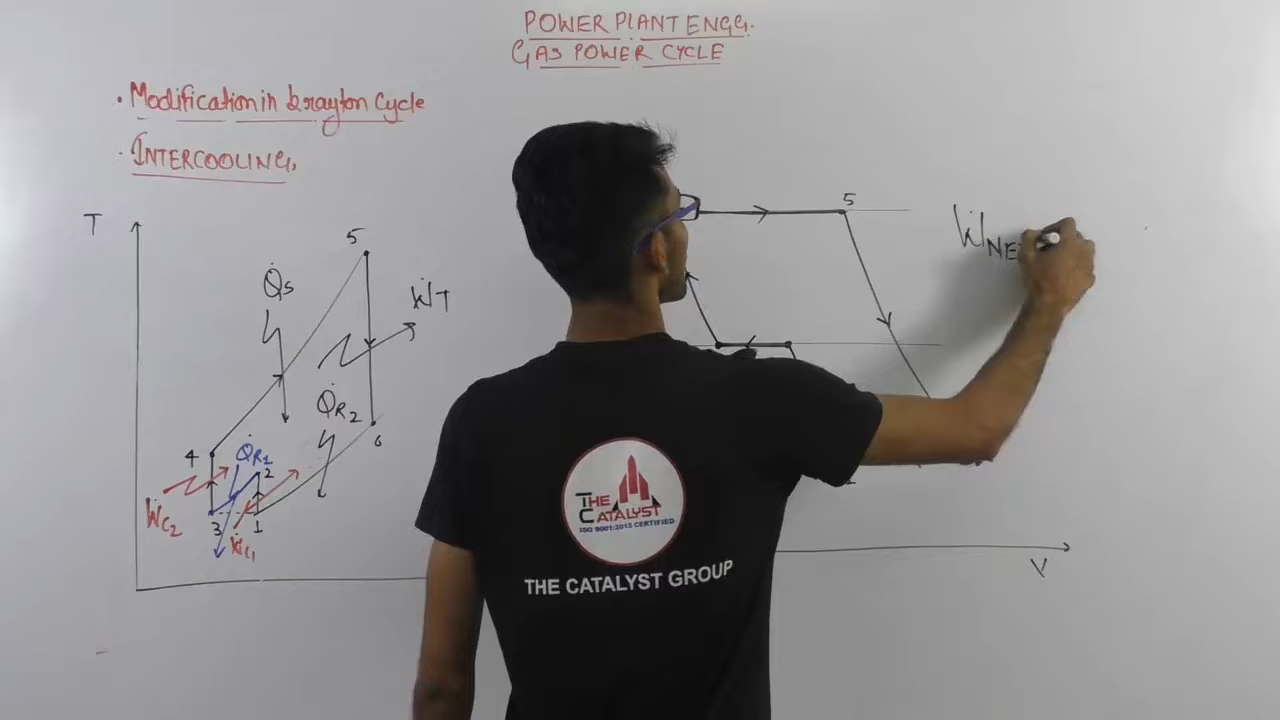 POWER PLANT ENGG.
GAS POWER CYCLE
. Modification in brayton Cycle
. INTERCOOLING,
T
5
Q̇s
ẆT
Q̇R2
6
4
Q̇R1
2
ẆC2
3
1
ẆC1
5
ẆNE
V
THE CATALYST
ISO 9001:2015 CERTIFIED
THE CATALYST GROUP